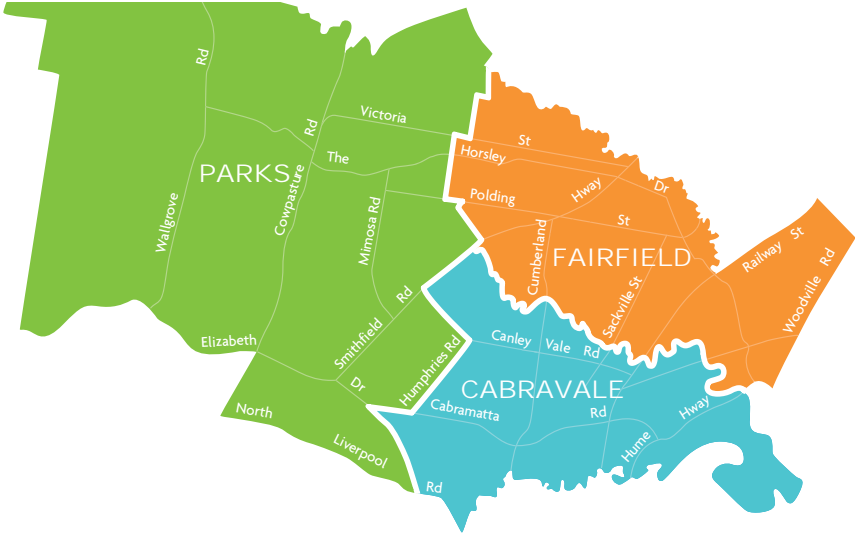 Rd
Victoria
St
Rd
The
Horsley
Dr
PARKS
Hway
Wallgrove
Cowpasture
Mimosa Rd
Polding
St
Cumberland
FAIRFIELD
Railway St
Woodville Rd
Sackville St
Smithfield Rd
Elizabeth
Dr
Humphries Rd
Canley Vale Rd
CABRAVALE
North
Cabramatta
Rd
Hway
Hume
Liverpool
Rd